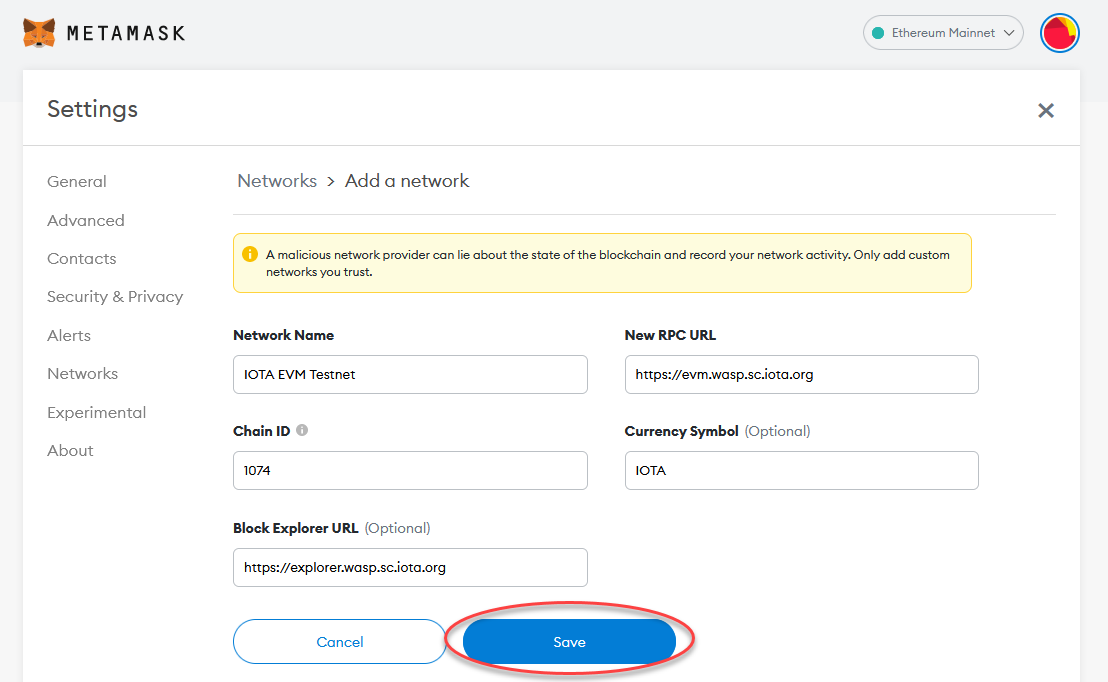 METAMASK
Ethereum Mainnet
Settings
General
Advanced
Contacts
Security & Privacy
Alerts
Networks
Experimental
About
Networks > Add a network
A malicious network provider can lie about the state of the blockchain and record your network activity. Only add custom
networks you trust.
Network Name
IOTA EVM Testnet
New RPC URL
https://evm.wasp.sc.iota.org
Chain ID
1074
Currency Symbol (Optional)
IOTA
Block Explorer URL (Optional)
https://explorer.wasp.sc.iota.org
Cancel
Save